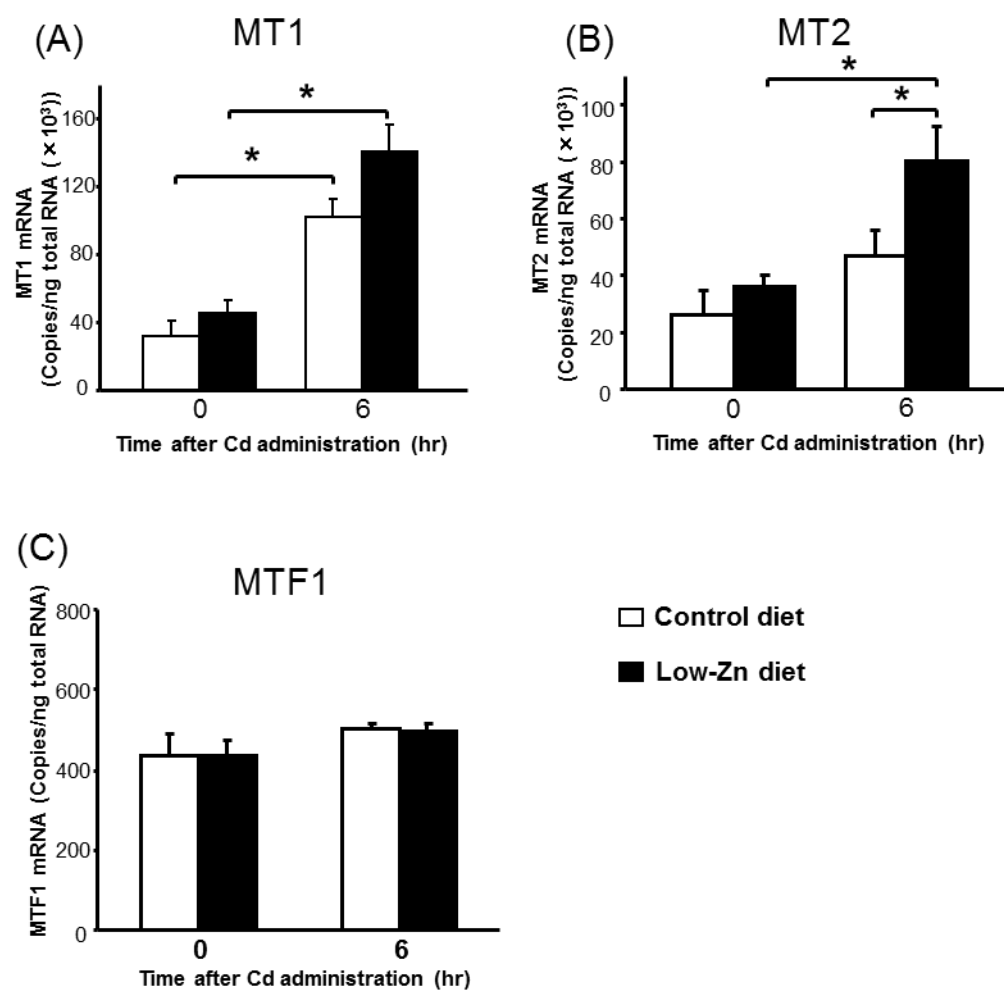 (A)
MT1
MT1 mRNA
(Copies/ng total RNA (×10³))
160
120
80
40
0
*
*
0
6
Time after Cd administration (hr)
(B)
MT2
MT2 mRNA
(Copies/ng total RNA (×10³))
100
80
60
40
20
0
*
*
0
6
Time after Cd administration (hr)
(C)
MTF1
MTF1 mRNA (Copies/ng total RNA)
800
600
400
200
0
0
6
Time after Cd administration (hr)
Control diet
Low-Zn diet